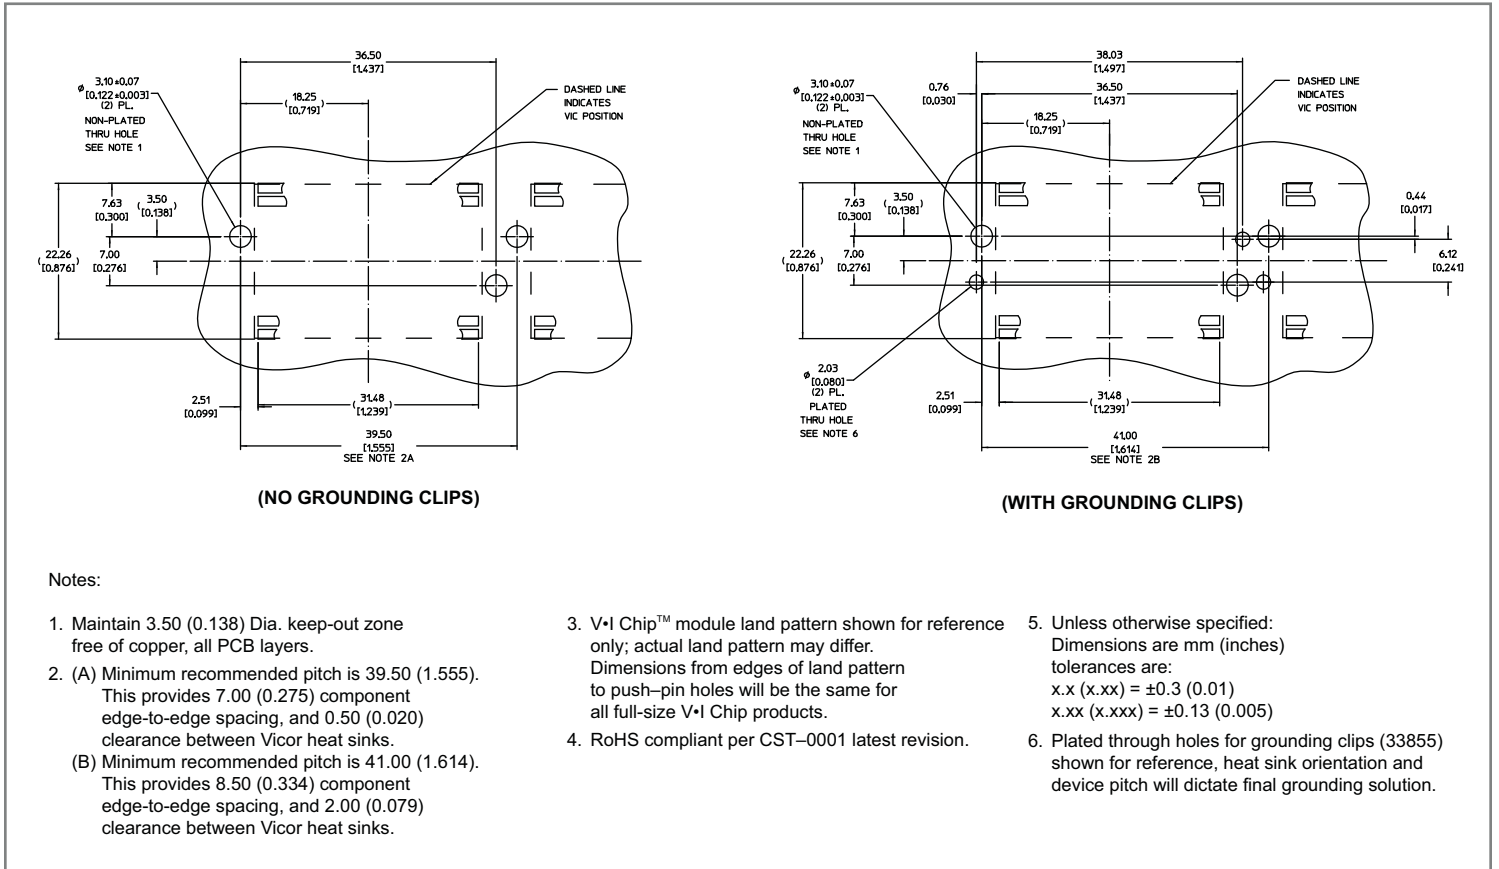 36.50
[1.437]
3.10±0.07
ø [0.122±0.003]
(2) PL.
NON-PLATED
THRU HOLE
SEE NOTE 1
(18.25
[0.719])
DASHED LINE
INDICATES
VIC POSITION
7.63
[0.300]
(3.50
[0.138])
(22.26
[0.876])
7.00
[0.276]
2.51
[0.099]
(31.48
[1.239])
39.50
[1.555]
SEE NOTE 2A
(NO GROUNDING CLIPS)
38.03
[1.497]
3.10±0.07
ø [0.122±0.003]
(2) PL.
NON-PLATED
THRU HOLE
SEE NOTE 1
0.76
[0.030]
36.50
[1.437]
(18.25
[0.719])
DASHED LINE
INDICATES
VIC POSITION
7.63
[0.300]
(3.50
[0.138])
0.44
[0.017]
(22.26
[0.876])
7.00
[0.276]
6.12
[0.241]
ø 2.03
[0.080]
(2) PL.
PLATED
THRU HOLE
SEE NOTE 6
2.51
[0.099]
(31.48
[1.239])
41.00
[1.614]
SEE NOTE 2B
(WITH GROUNDING CLIPS)
Notes:
1. Maintain 3.50 (0.138) Dia. keep-out zone
free of copper, all PCB layers.
2. (A) Minimum recommended pitch is 39.50 (1.555).
This provides 7.00 (0.275) component
edge-to-edge spacing, and 0.50 (0.020)
clearance between Vicor heat sinks.
(B) Minimum recommended pitch is 41.00 (1.614).
This provides 8.50 (0.334) component
edge-to-edge spacing, and 2.00 (0.079)
clearance between Vicor heat sinks.
3. V•I Chip™ module land pattern shown for reference
only; actual land pattern may differ.
Dimensions from edges of land pattern
to push–pin holes will be the same for
all full-size V•I Chip products.
4. RoHS compliant per CST–0001 latest revision.
5. Unless otherwise specified:
Dimensions are mm (inches)
tolerances are:
x.x (x.xx) = ±0.3 (0.01)
x.xx (x.xxx) = ±0.13 (0.005)
6. Plated through holes for grounding clips (33855)
shown for reference, heat sink orientation and
device pitch will dictate final grounding solution.